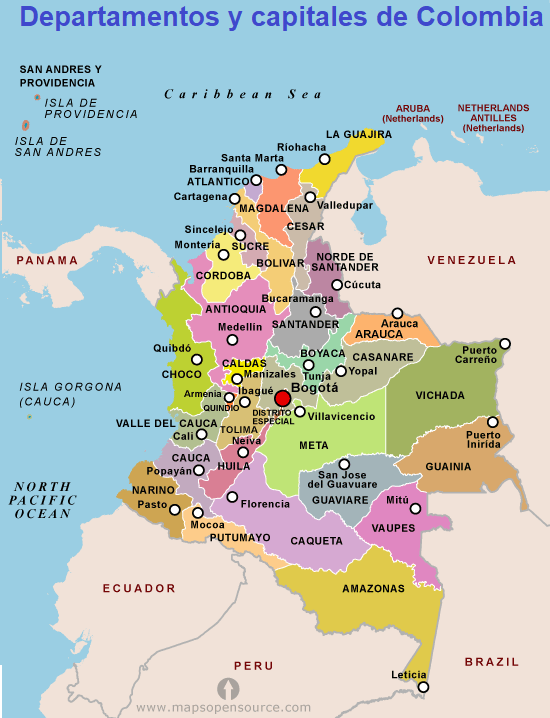 Departamentos y capitales de Colombia
SAN ANDRES Y
PROVIDENCIA
ISLA DE
PROVIDENCIA
ISLA DE
SAN ANDRES
Caribbean Sea
ARUBA
(Netherlands)
NETHERLANDS
ANTILLES
(Netherlands)
LA GUAJIRA
Ríohacha
Santa Marta
Barranquilla
ATLANTICO
Cartagena
MAGDALENA
Valledupar
CESAR
Sincelejo
SUCRE
Montería
BOLIVAR
NORDE DE
SANTANDER
CORDOBA
PANAMA
VENEZUELA
Cúcuta
Bucaramanga
ANTIOQUIA
SANTANDER
Medellín
Arauca
ARAUCA
Puerto
Carreño
Quibdó
CHOCO
BOYACA
CASANARE
CALDAS
Manizales
Tunja
Yopal
Bogotá
ISLA GORGONA
(CAUCA)
Armenia
Ibagué
QUINDIO
DISTRITO
ESPECIAL
Villavicencio
VICHADA
VALLE DEL CAUCA
Cali
TOLIMA
Neiva
META
Puerto
Inirida
CAUCA
HUILA
Popayán
San Jose
del Guaviare
GUAINIA
NORTH
PACIFIC
OCEAN
NARINO
Pasto
Florencia
GUAVIARE
Mitú
VAUPES
Mocoa
PUTUMAYO
CAQUETA
ECUADOR
AMAZONAS
PERU
BRAZIL
Leticia
www.mapsopensource.com